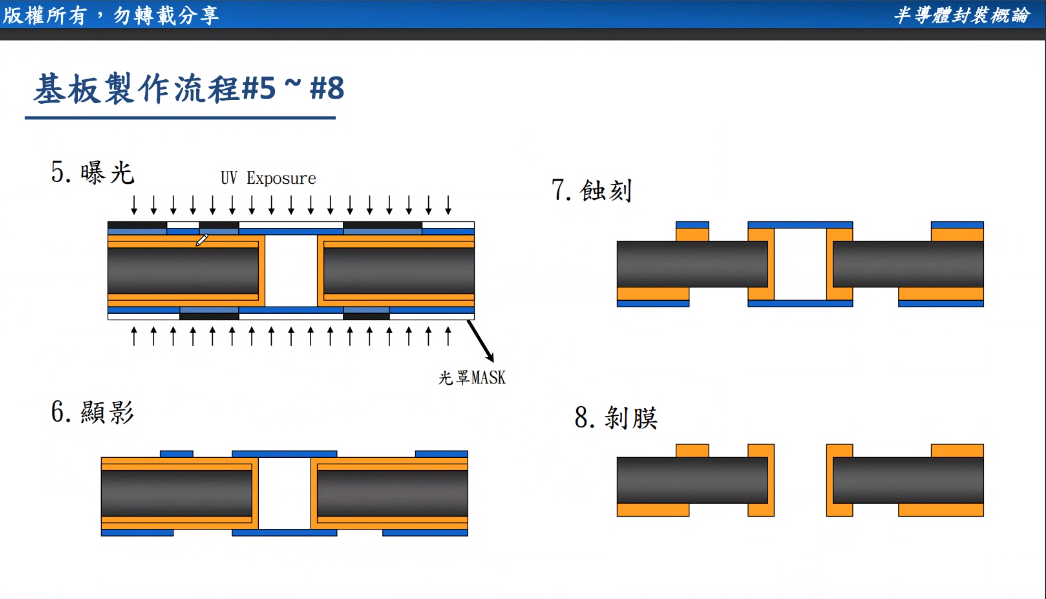 版權所有，勿轉載分享
半導體封裝概論
基板製作流程#5 ~ #8
5. 曝光
UV Exposure
光罩MASK
6. 顯影
7. 蝕刻
8. 剝膜